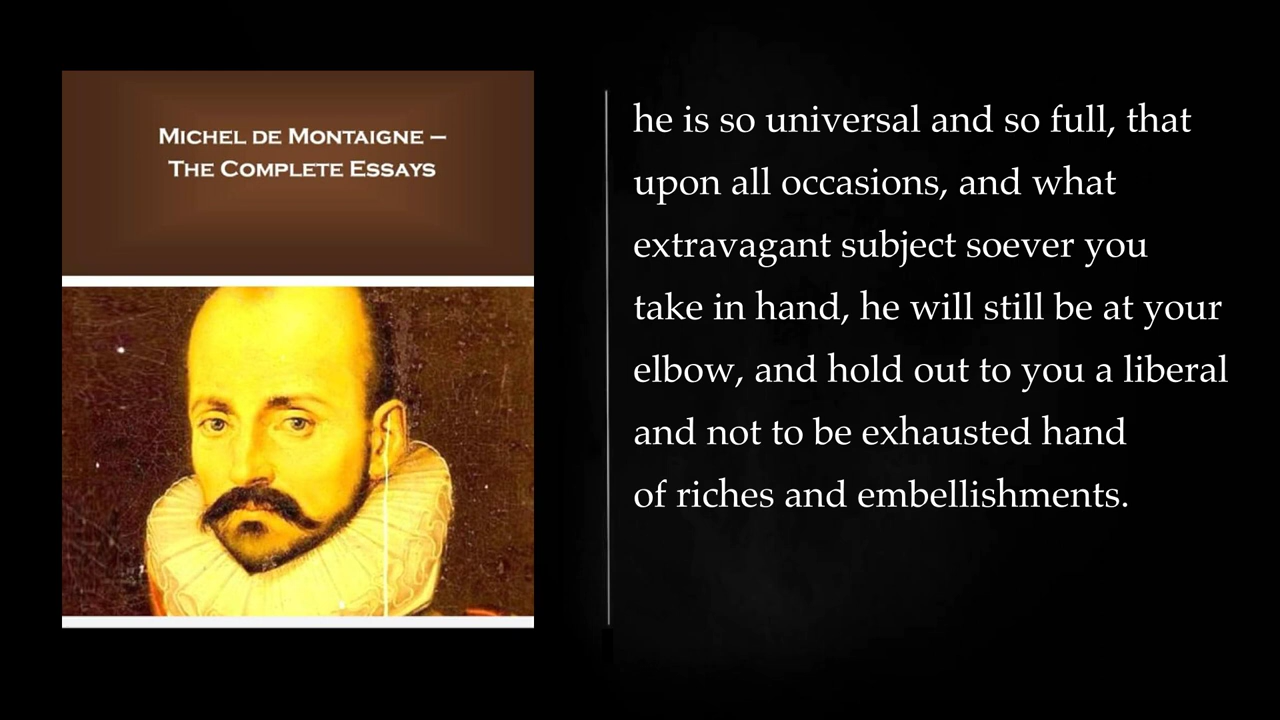 MICHEL DE MONTAIGNE –
THE COMPLETE ESSAYS
he is so universal and so full, that
upon all occasions, and what
extravagant subject soever you
take in hand, he will still be at your
elbow, and hold out to you a liberal
and not to be exhausted hand
of riches and embellishments.